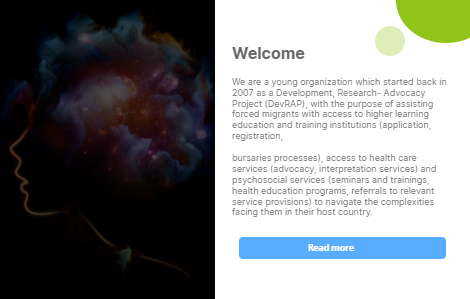 Welcome
We are a young organization which started back in
2007 as a Development, Research- Advocacy
Project (DevRAP), with the purpose of assisting
forced migrants with access to higher learning
education and training institutions (application,
registration,
bursaries processes), access to health care
services (advocacy, interpretation services) and
psychosocial services (seminars and trainings,
health education programs, referrals to relevant
service provisions) to navigate the complexities
facing them in their host country.
Read more